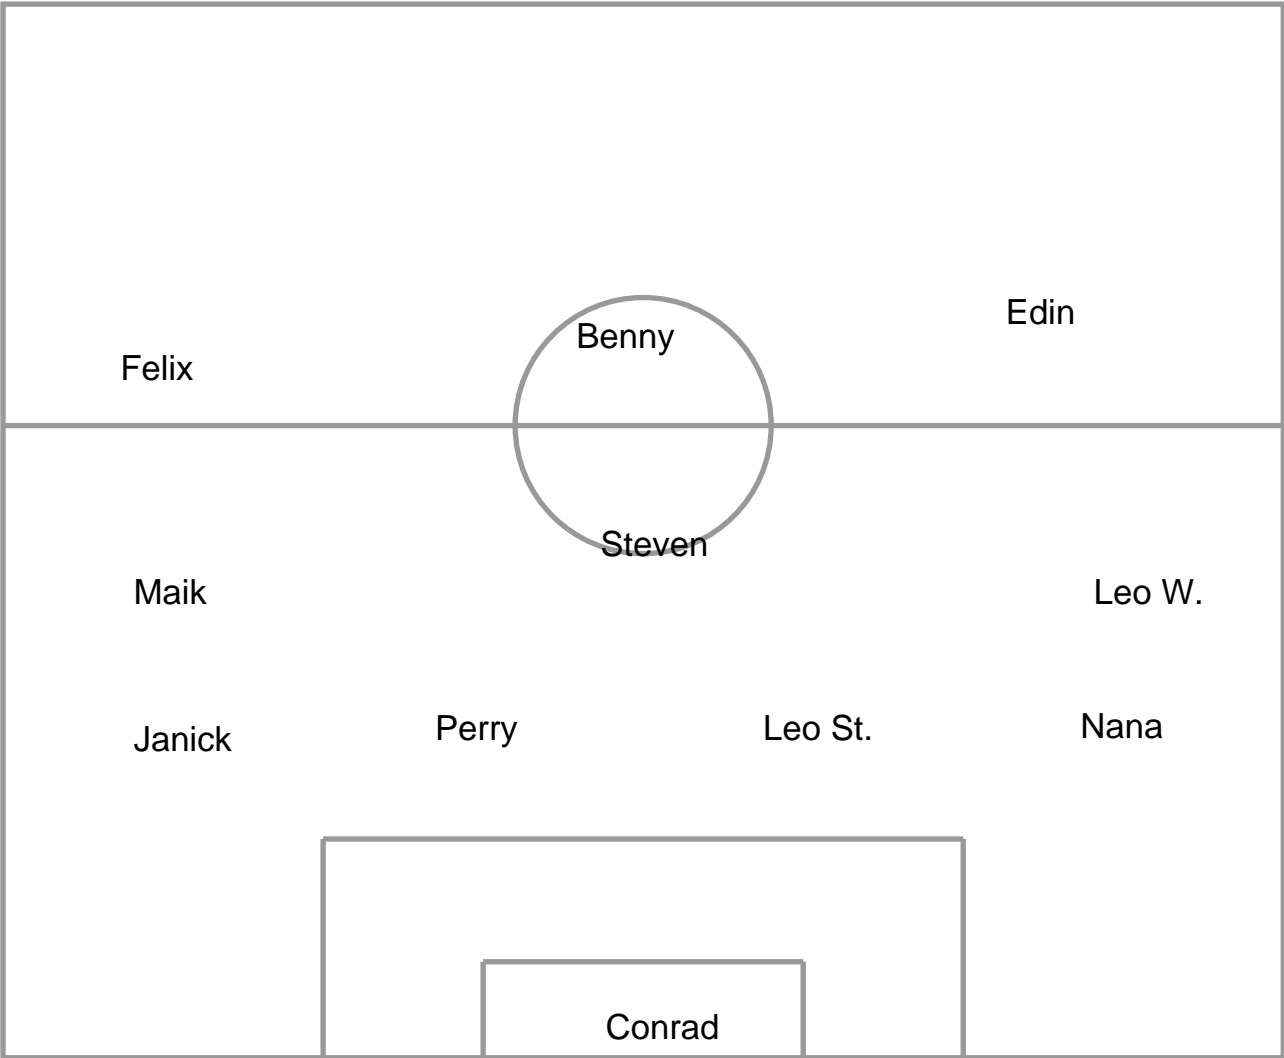 Edin
Benny
Felix
Steven
Maik
Leo W.
Janick
Perry
Leo St.
Nana
Conrad